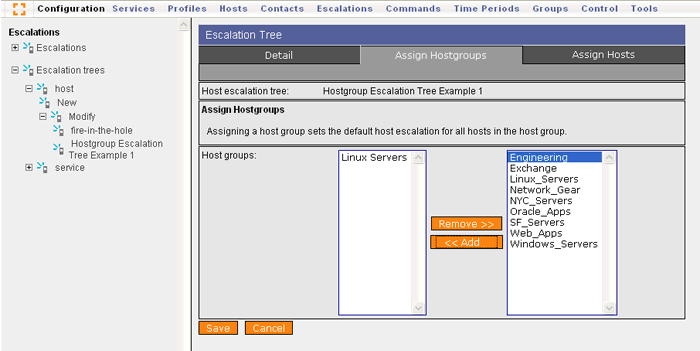 Configuration Services Profiles Hosts Contacts Escalations Commands Time Periods Groups Control Tools
Escalations
Escalations
Escalation trees
host
New
Modify
fire-in-the-hole
Hostgroup Escalation
Tree Example 1
service
Escalation Tree
Detail Assign Hostgroups Assign Hosts
Host escalation tree: Hostgroup Escalation Tree Example 1
Assign Hostgroups
Assigning a host group sets the default host escalation for all hosts in the host group.
Host groups:
Linux Servers
Remove >>
<< Add
Engineering
Exchange
Linux_Servers
Network_Gear
NYC_Servers
Oracle_Apps
SF_Servers
Web_Apps
Windows_Servers
Save Cancel